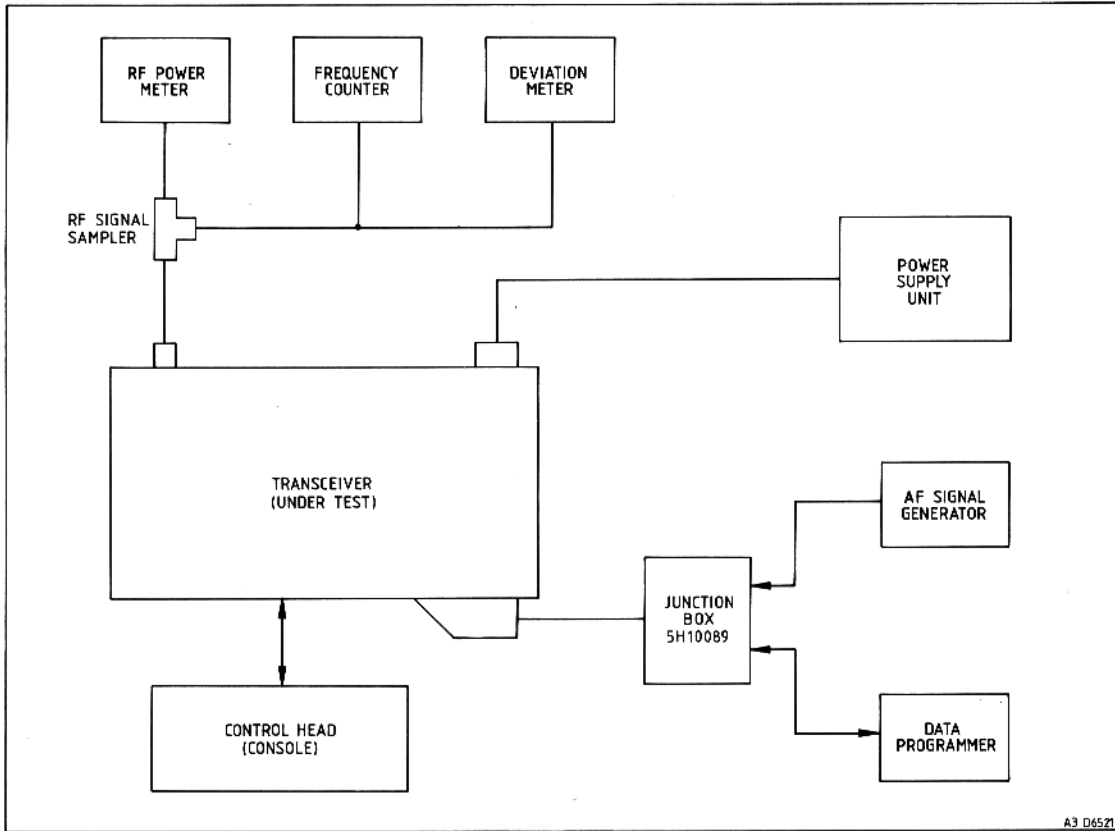 RF POWER
METER
FREQUENCY
COUNTER
DEVIATION
METER
RF SIGNAL
SAMPLER
POWER
SUPPLY
UNIT
TRANSCEIVER
(UNDER TEST)
AF SIGNAL
GENERATOR
JUNCTION
BOX
5H10089
CONTROL HEAD
(CONSOLE)
DATA
PROGRAMMER
A3 D6521